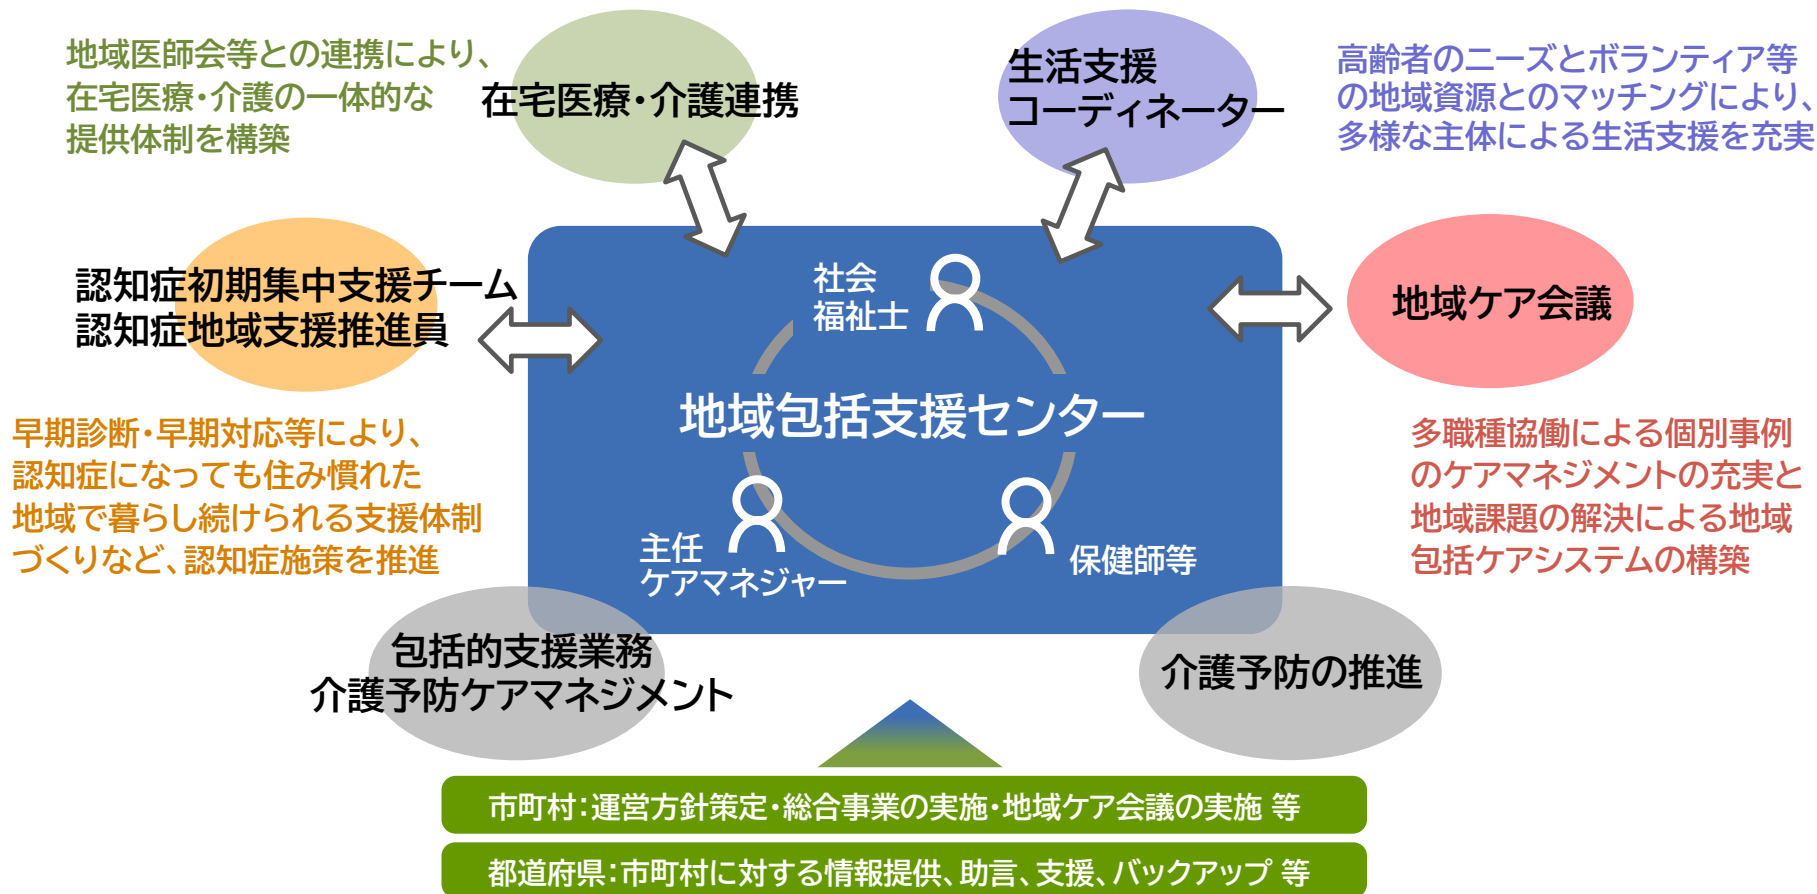 地域医師会等との連携により、
在宅医療・介護の一体的な
提供体制を構築
在宅医療・介護連携
生活支援
コーディネーター
高齢者のニーズとボランティア等
の地域資源とのマッチングにより、
多様な主体による生活支援を充実
認知症初期集中支援チーム
認知症地域支援推進員
社会
福祉士
地域ケア会議
地域包括支援センター
早期診断・早期対応等により、
認知症になっても住み慣れた
地域で暮らし続けられる支援体制
づくりなど、認知症施策を推進
主任
ケアマネジャー
保健師等
多職種協働による個別事例
のケアマネジメントの充実と
地域課題の解決による地域
包括ケアシステムの構築
包括的支援業務
介護予防ケアマネジメント
介護予防の推進
市町村：運営方針策定・総合事業の実施・地域ケア会議の実施 等
都道府県：市町村に対する情報提供、助言、支援、バックアップ 等